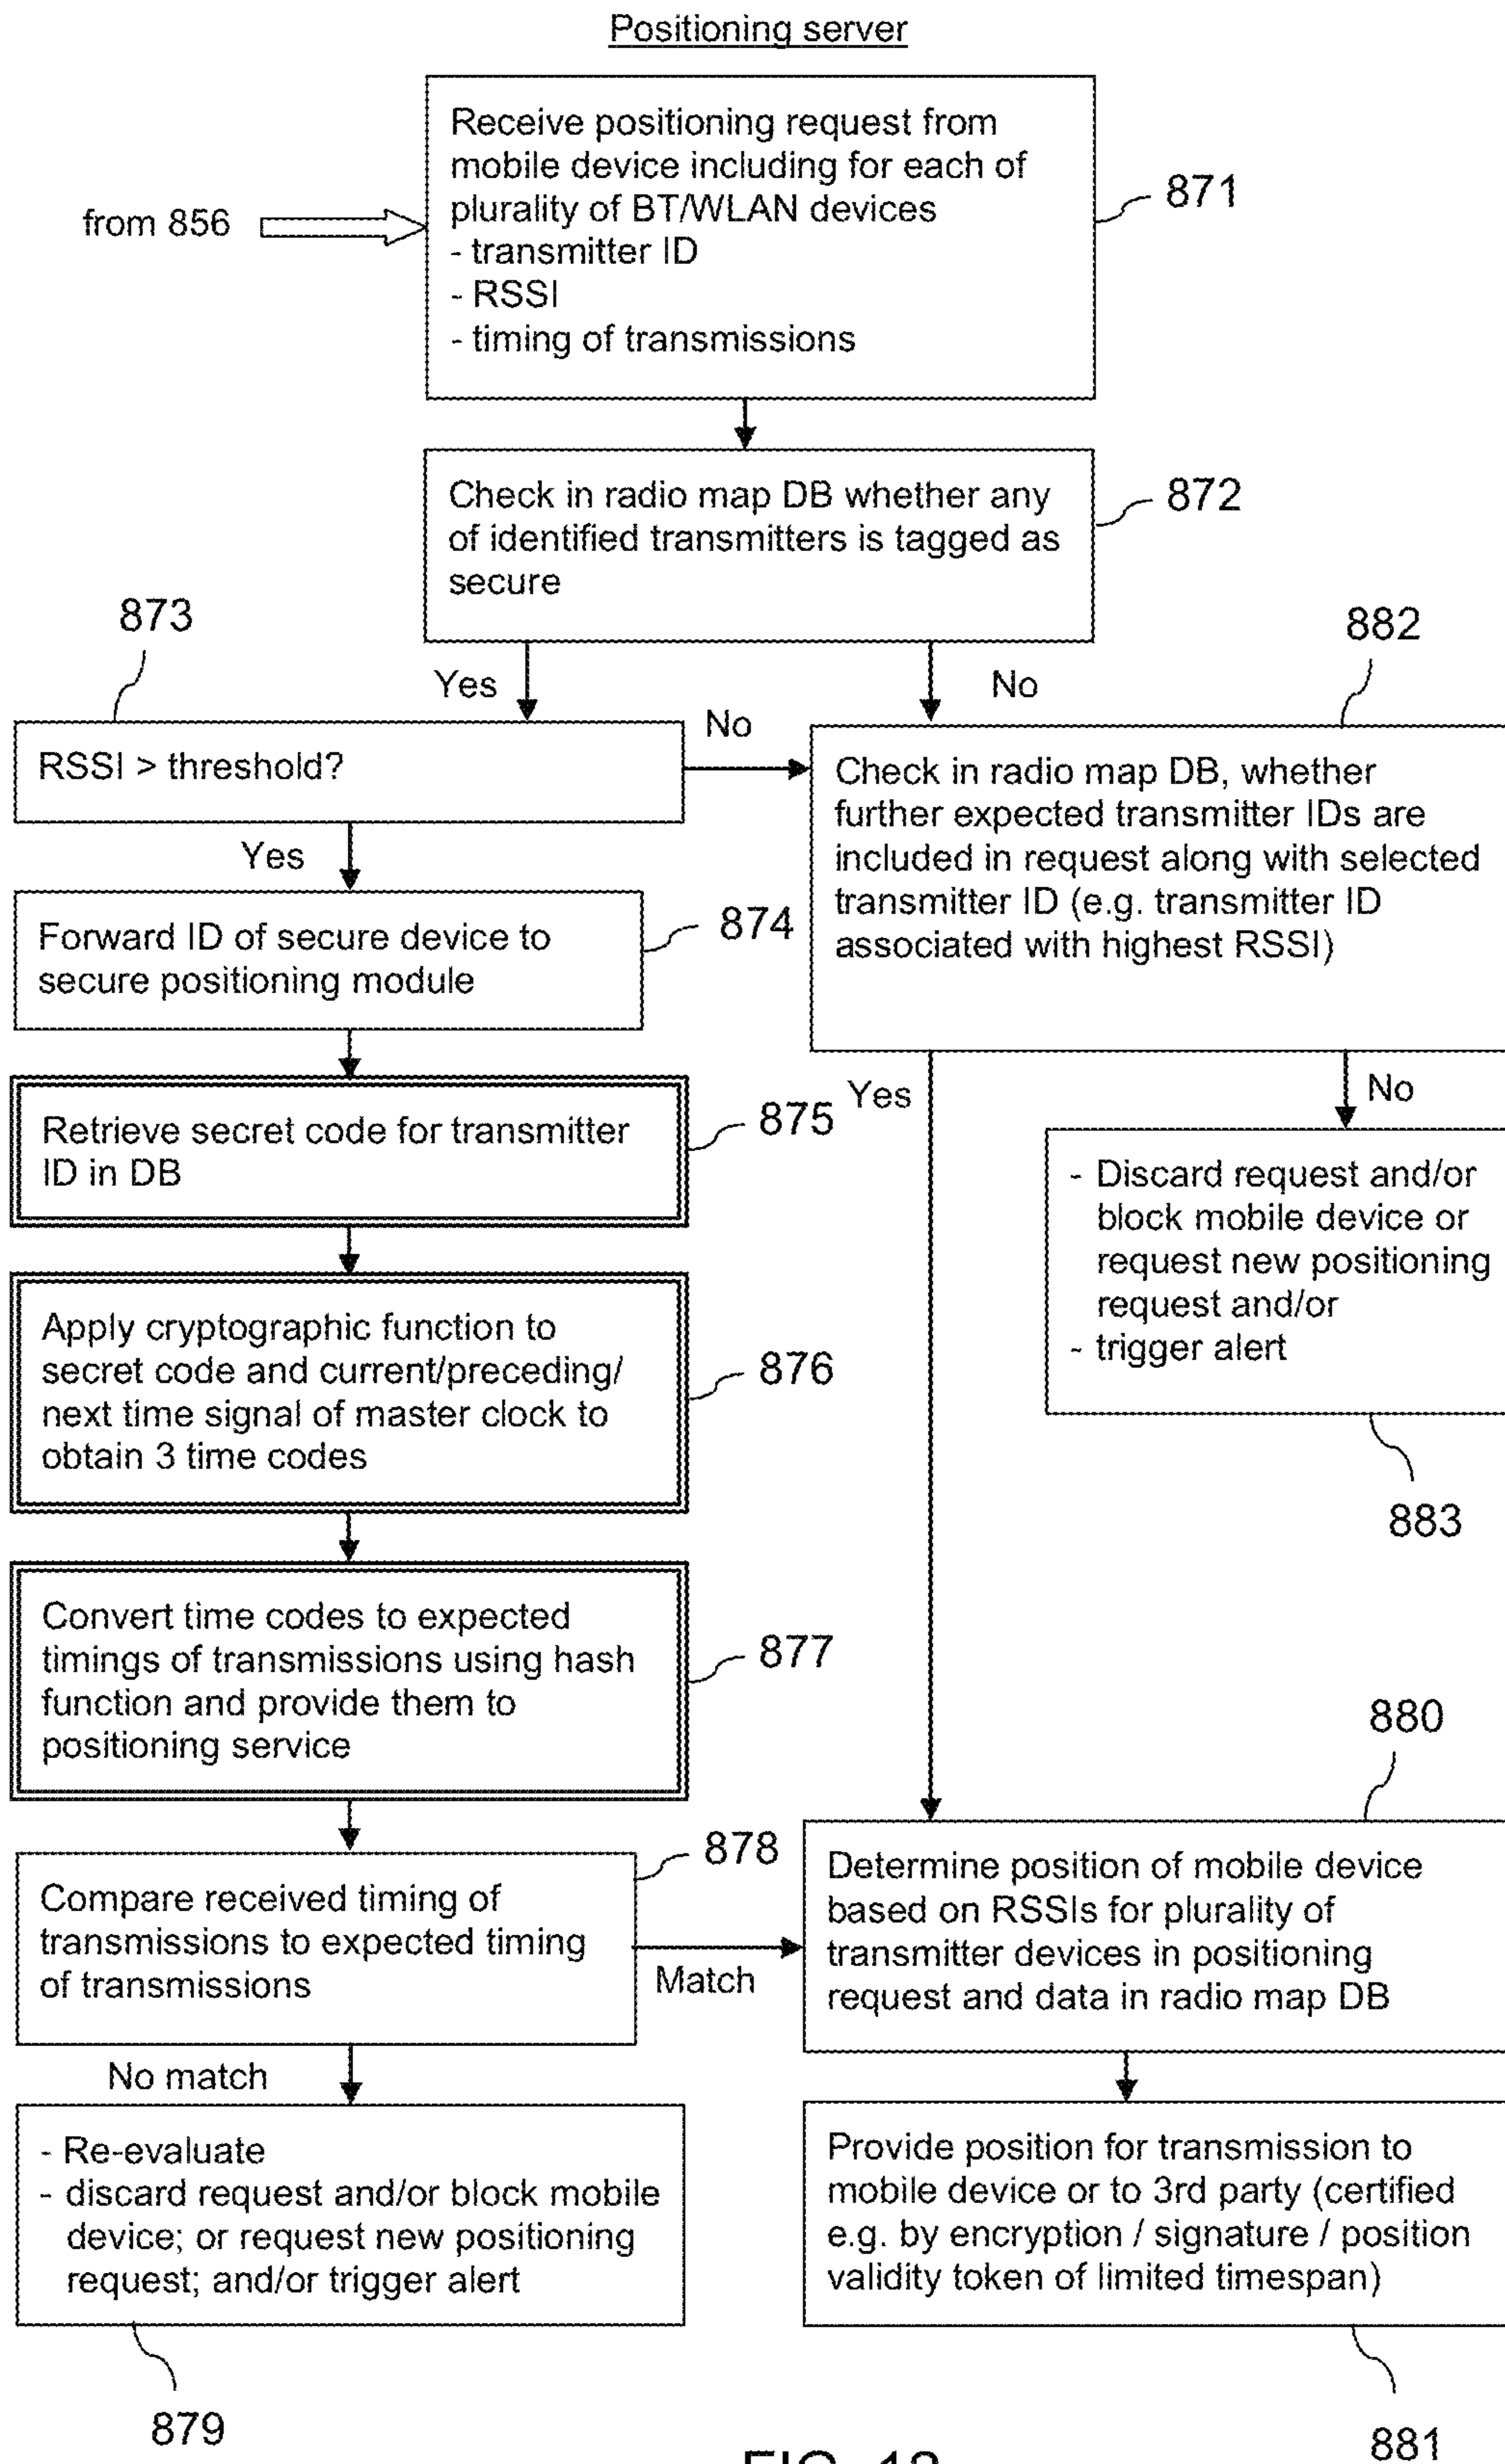 Positioning server
Receive positioning request from
mobile device including for each of
plurality of BT/WLAN devices
- transmitter ID
- RSSI
- timing of transmissions
871
from 856
Check in radio map DB whether any
of identified transmitters is tagged as
secure
872
873
882
Yes
No
RSSI > threshold?
No
Check in radio map DB, whether
further expected transmitter IDs are
included in request along with selected
transmitter ID (e.g. transmitter ID
associated with highest RSSI)
Yes
Forward ID of secure device to
secure positioning module
874
Yes
No
Retrieve secret code for transmitter
ID in DB
875
- Discard request and/or
block mobile device or
request new positioning
request and/or
- trigger alert
883
Apply cryptographic function to
secret code and current/preceding/
next time signal of master clock to
obtain 3 time codes
876
Convert time codes to expected
timings of transmissions using hash
function and provide them to
positioning service
877
880
Compare received timing of
transmissions to expected timing
of transmissions
878
Match
Determine position of mobile device
based on RSSIs for plurality of
transmitter devices in positioning
request and data in radio map DB
No match
- Re-evaluate
- discard request and/or block mobile
device; or request new positioning
request; and/or trigger alert
879
Provide position for transmission to
mobile device or to 3rd party (certified
e.g. by encryption / signature / position
validity token of limited timespan)
881